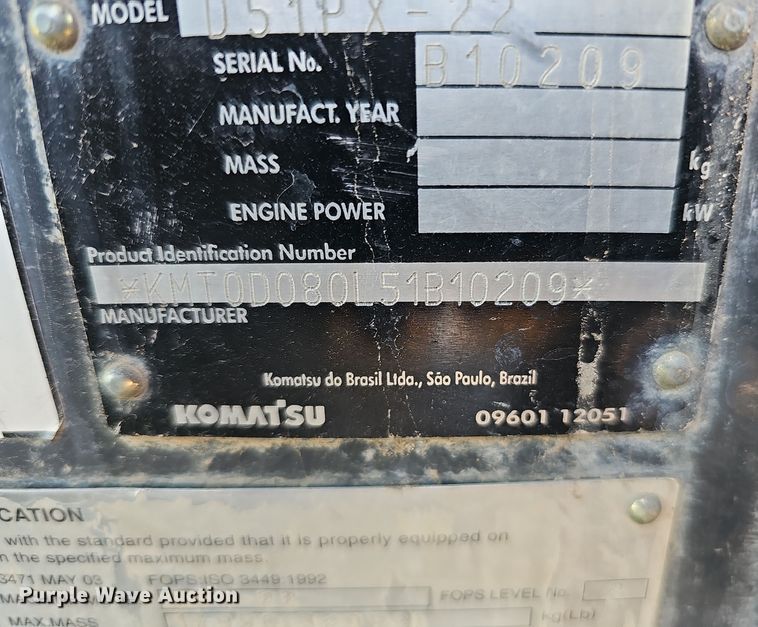 MODEL D51PX-22
SERIAL No. B10209
MANUFACT. YEAR
MASS kg
ENGINE POWER kW
Product Identification Number
*KMT0D080L51B10209*
MANUFACTURER
Komatsu do Brasil Ltda., São Paulo, Brazil
KOMATSU 09601 12051
CATION
with the standard provided that it is properly equipped on
the specified maximum mass.
3471 MAY 03 FOPS:ISO 3449:1992
FOPS LEVEL No.
Purple Wave Auction
MAX.MASS kg(Lb)